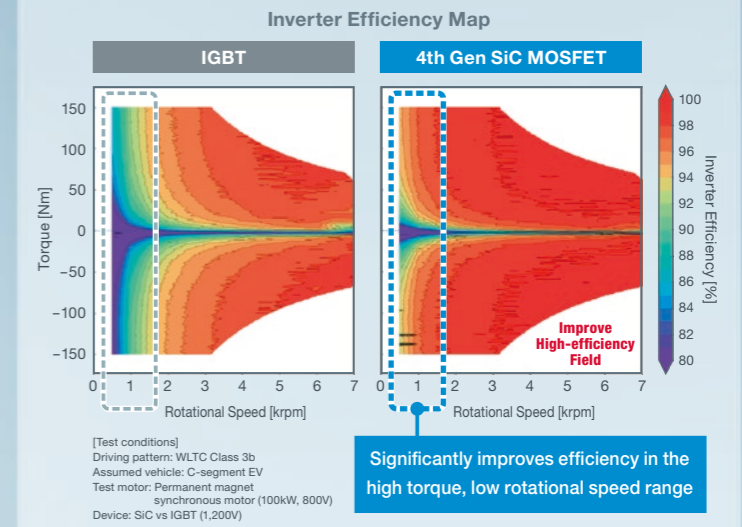 Inverter Efficiency Map
IGBT
4th Gen SiC MOSFET
150
100
50
0
−50
−100
−150
Torque [Nm]
0 1 2 3 4 5 6 7
Rotational Speed [krpm]
Improve
High-efficiency
Field
0 1 2 3 4 5 6 7
Rotational Speed [krpm]
100
98
96
94
92
90
88
86
84
82
80
Inverter Efficiency [%]
[Test conditions]
Driving pattern: WLTC Class 3b
Assumed vehicle: C-segment EV
Test motor: Permanent magnet
synchronous motor (100kW, 800V)
Device: SiC vs IGBT (1,200V)
Significantly improves efficiency in the
high torque, low rotational speed range